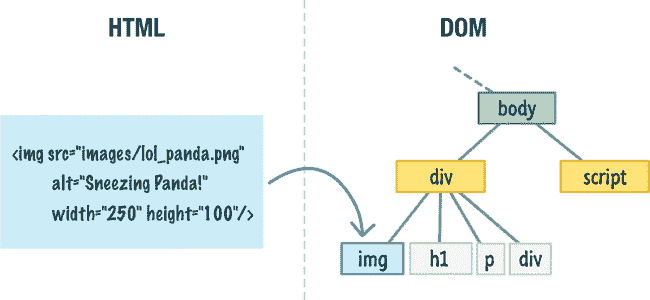 HTML
DOM
<img src="images/lol_panda.png"
alt="Sneezing Panda!"
width="250" height="100"/>
body
div
script
img
h1
p
div